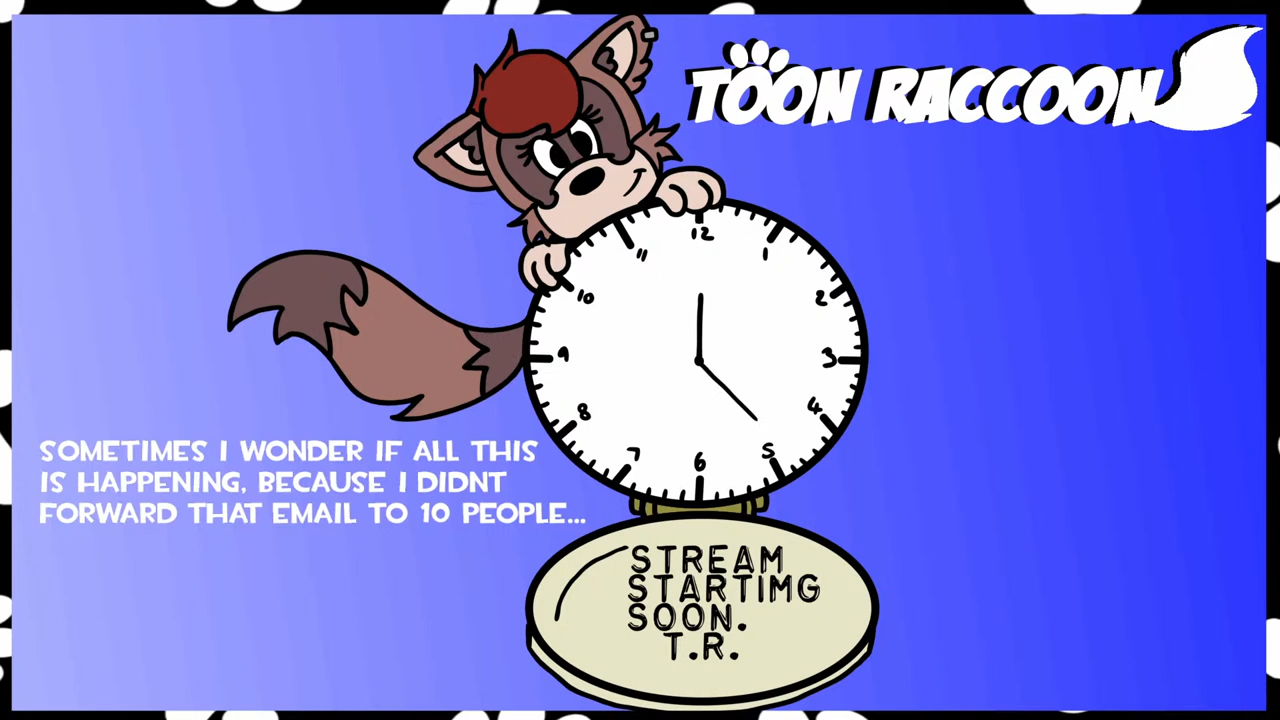 TOON RACCOON
12
11
1
10
2
9
3
8
4
7
5
6
SOMETIMES I WONDER IF ALL THIS
IS HAPPENING, BECAUSE I DIDNT
FORWARD THAT EMAIL TO 10 PEOPLE...
STREAM
STARTIMG
SOON.
T.R.